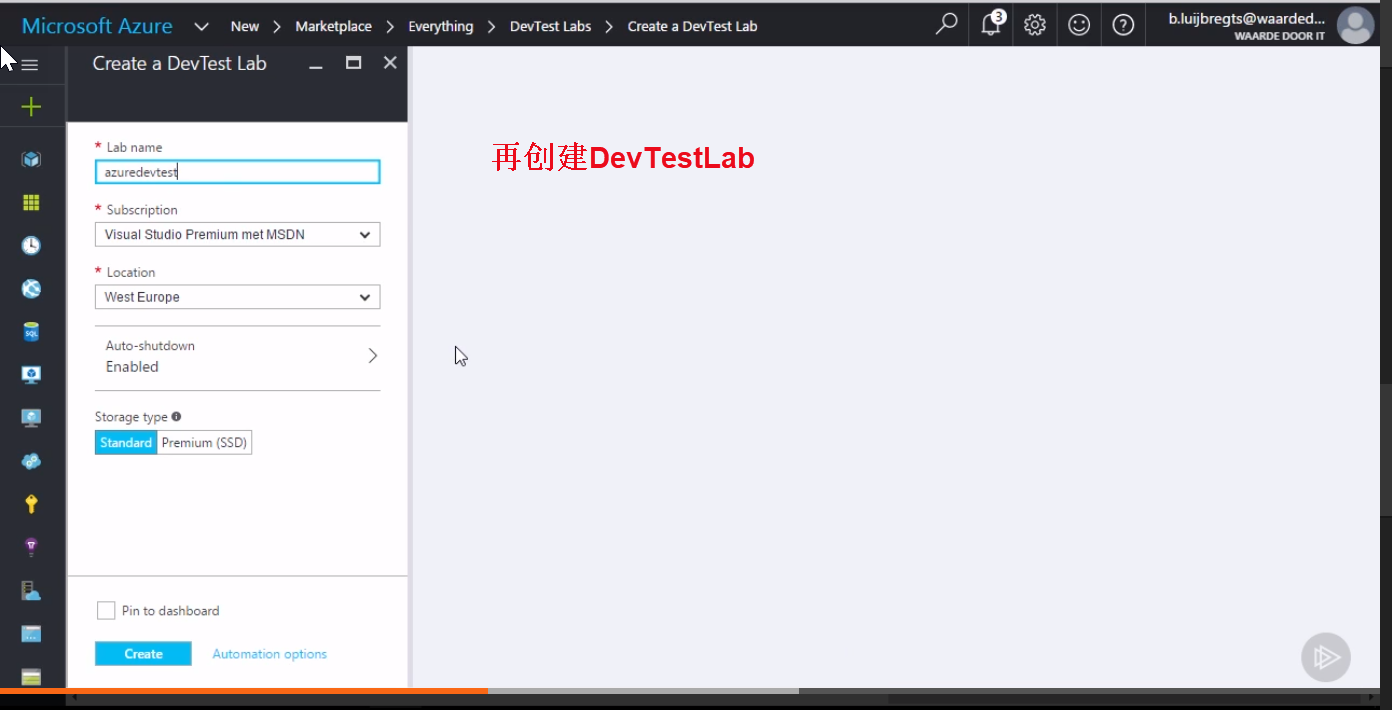 Microsoft Azure New Marketplace Everything DevTest Labs Create a DevTest Lab 3 b.luijbregts@waarded...
WAARDE DOOR IT
Create a DevTest Lab
* Lab name
azuredevtest
* Subscription
Visual Studio Premium met MSDN
* Location
West Europe
Auto-shutdown
Enabled
Storage type
Standard Premium (SSD)
Pin to dashboard
Create Automation options
再创建DevTestLab
SQL